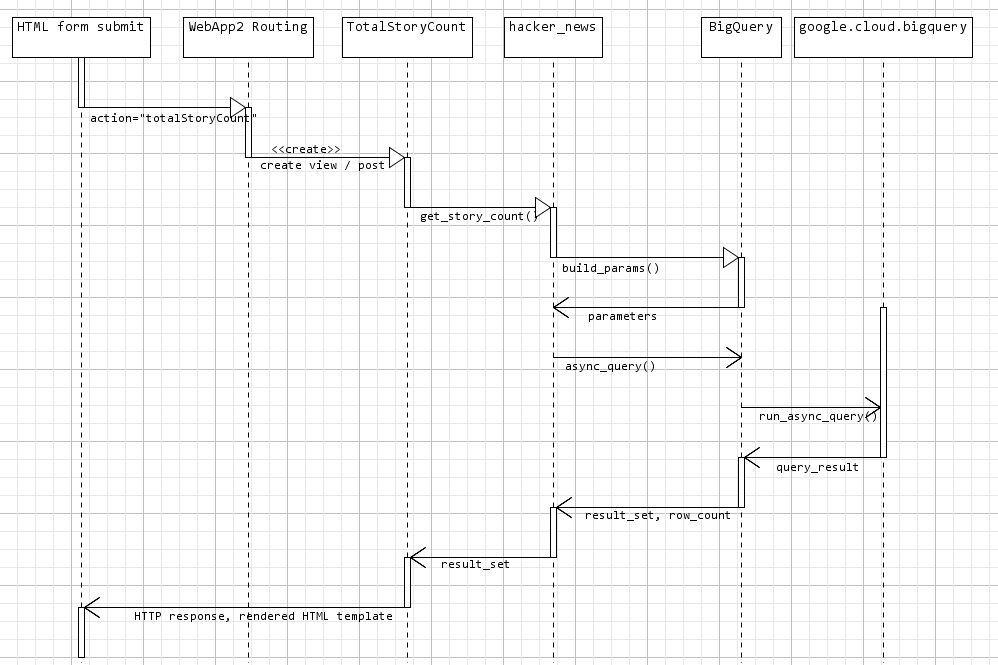 HTML form submit
WebApp2 Routing
TotalStoryCount
hacker_news
BigQuery
google.cloud.bigquery
action="totalStoryCount"
<<create>>
create view / post
get_story_count()
build_params()
parameters
async_query()
run_async_query()
query_result
result_set, row_count
result_set
HTTP response, rendered HTML template